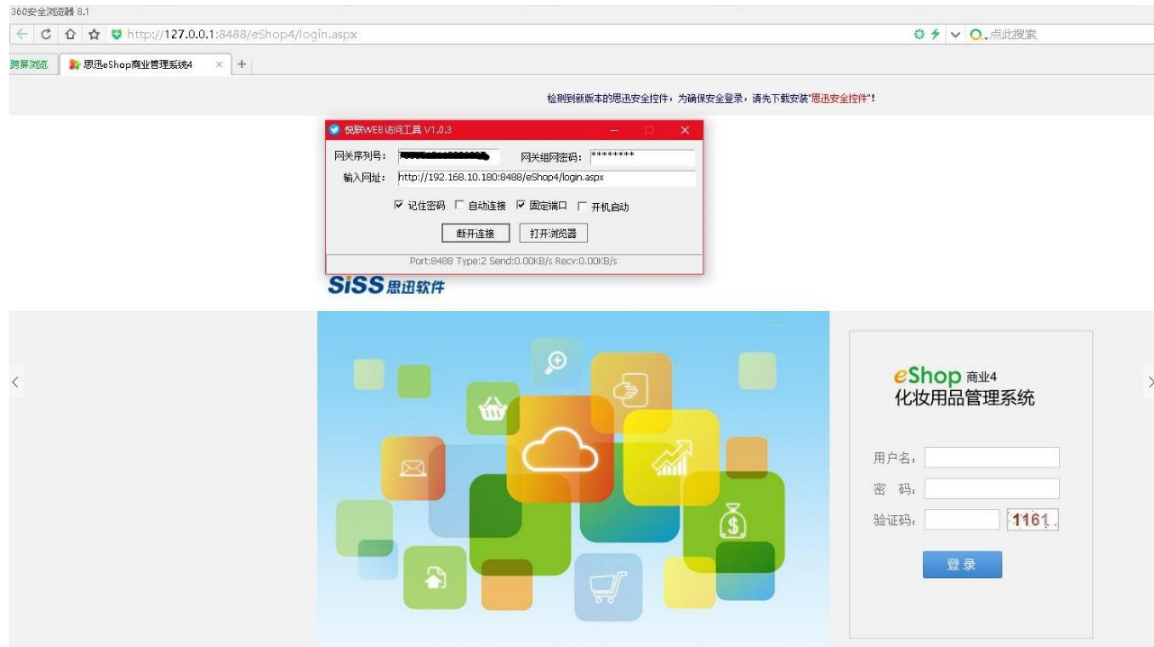 360安全浏览器 8.1
http://127.0.0.1:8488/eShop4/login.aspx
点此搜索
跨屏浏览
思迅eShop商业管理系统4
检测到新版本的思迅安全控件，为确保安全登录，请先下载安装"思迅安全控件"！
悦联WEB访问工具 V1.0.3
网关序列号：
网关组网密码：********
输入网址：http://192.168.10.180:8488/eShop4/login.aspx
记住密码 自动连接 固定端口 开机启动
断开连接 打开浏览器
Port:8488 Type:2 Send:0.00KB/s Recv:0.00KB/s
SiSS思迅软件
eShop 商业4
化妆用品管理系统
用户名：
密 码：
验证码：
1161
登 录